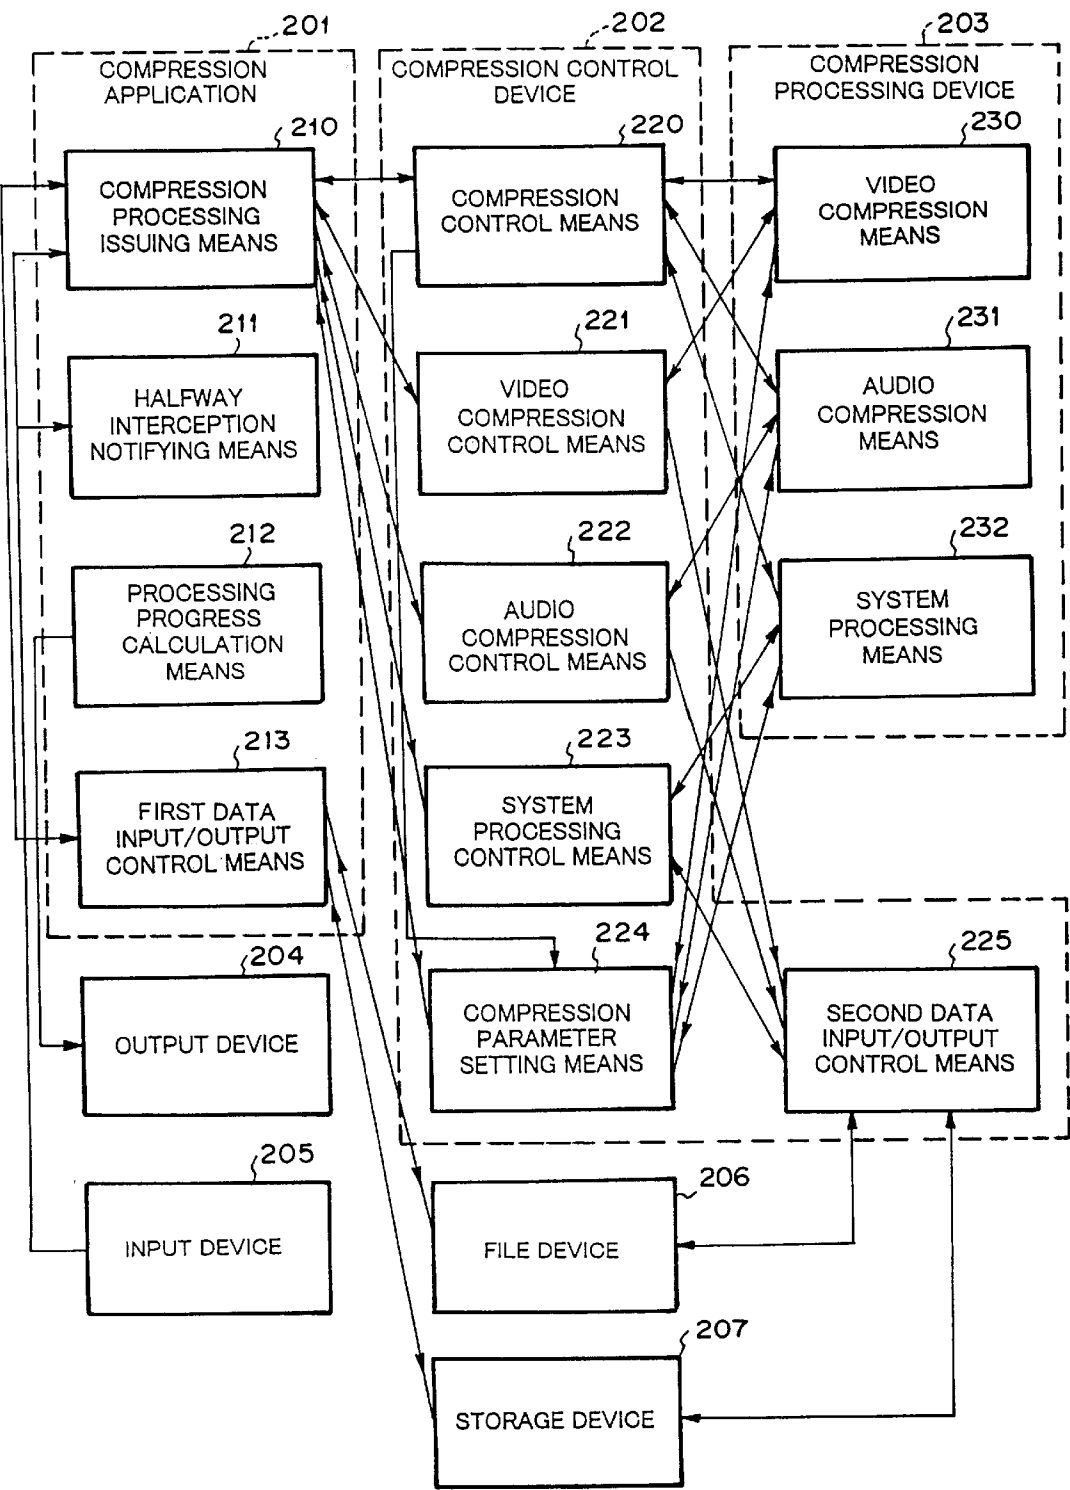 201
COMPRESSION
APPLICATION
210
COMPRESSION
PROCESSING
ISSUING MEANS
211
HALFWAY
INTERCEPTION
NOTIFYING MEANS
212
PROCESSING
PROGRESS
CALCULATION
MEANS
213
FIRST DATA
INPUT/OUTPUT
CONTROL MEANS
204
OUTPUT DEVICE
205
INPUT DEVICE
202
COMPRESSION CONTROL
DEVICE
220
COMPRESSION
CONTROL MEANS
221
VIDEO
COMPRESSION
CONTROL MEANS
222
AUDIO
COMPRESSION
CONTROL MEANS
223
SYSTEM
PROCESSING
CONTROL MEANS
224
COMPRESSION
PARAMETER
SETTING MEANS
206
FILE DEVICE
207
STORAGE DEVICE
203
COMPRESSION
PROCESSING DEVICE
230
VIDEO
COMPRESSION
MEANS
231
AUDIO
COMPRESSION
MEANS
232
SYSTEM
PROCESSING
MEANS
225
SECOND DATA
INPUT/OUTPUT
CONTROL MEANS